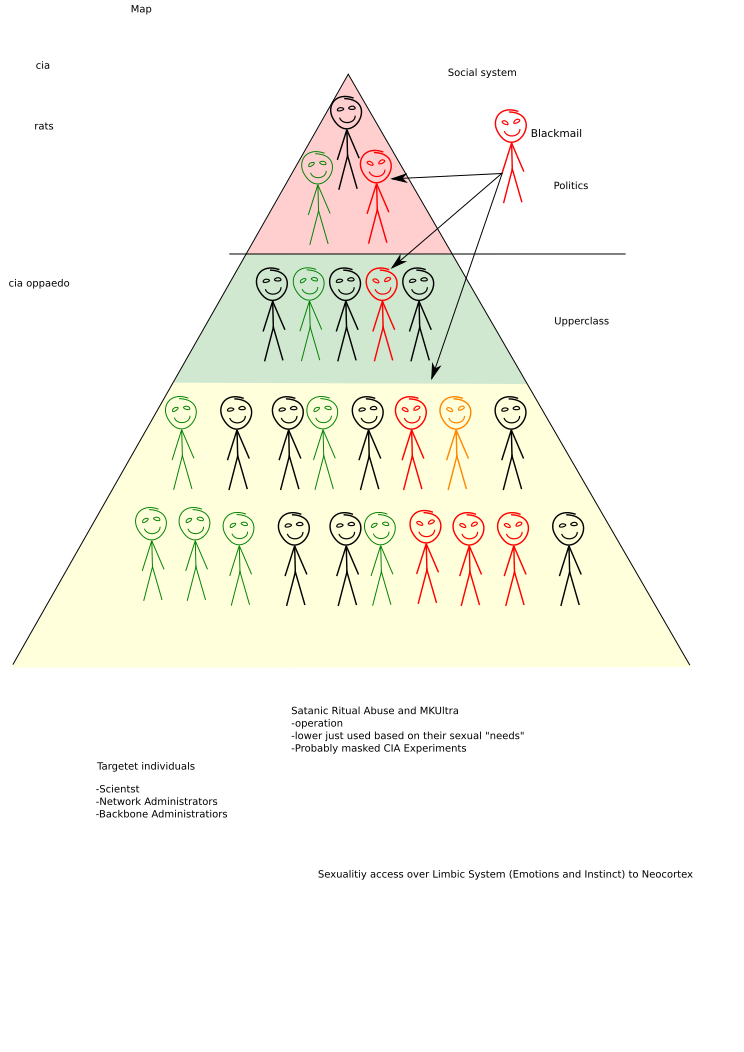 Map
cia
Social system
rats
Blackmail
Politics
cia oppaedo
Upperclass
Satanic Ritual Abuse and MKUltra
-operation
-lower just used based on their sexual "needs"
-Probably masked CIA Experiments
Targetet individuals
-Scientst
-Network Administrators
-Backbone Administratiors
Sexualitiy access over Limbic System (Emotions and Instinct) to Neocortex